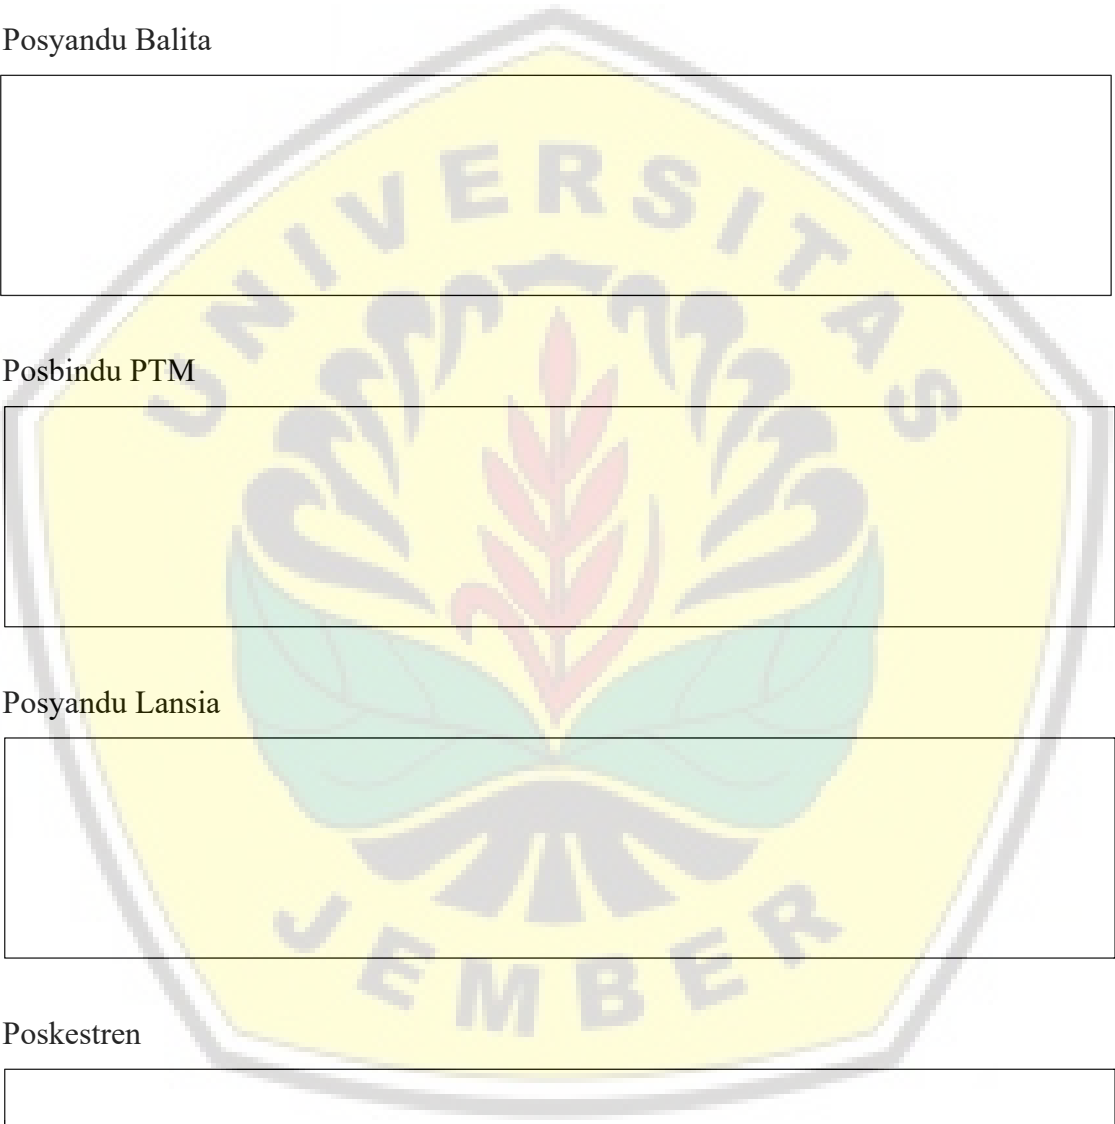 Posyandu Balita
UNIVERSITAS
Posbindu PTM
Posyandu Lansia
JEMBER
Poskestren